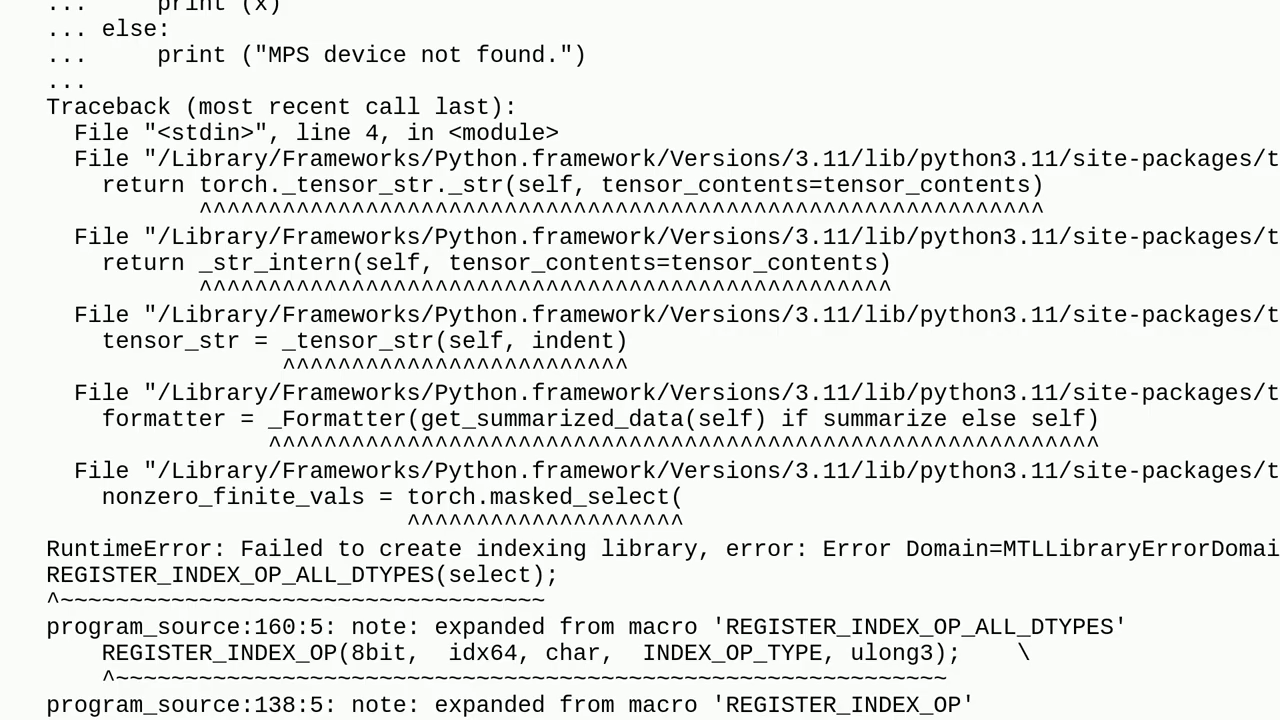 ...     print (x)
... else:
...     print ("MPS device not found.")
...
Traceback (most recent call last):
  File "<stdin>", line 4, in <module>
  File "/Library/Frameworks/Python.framework/Versions/3.11/lib/python3.11/site-packages/t
    return torch._tensor_str._str(self, tensor_contents=tensor_contents)
           ^^^^^^^^^^^^^^^^^^^^^^^^^^^^^^^^^^^^^^^^^^^^^^^^^^^^^^^^^^^^^
  File "/Library/Frameworks/Python.framework/Versions/3.11/lib/python3.11/site-packages/t
    return _str_intern(self, tensor_contents=tensor_contents)
           ^^^^^^^^^^^^^^^^^^^^^^^^^^^^^^^^^^^^^^^^^^^^^^^^^^
  File "/Library/Frameworks/Python.framework/Versions/3.11/lib/python3.11/site-packages/t
    tensor_str = _tensor_str(self, indent)
                 ^^^^^^^^^^^^^^^^^^^^^^^^^
  File "/Library/Frameworks/Python.framework/Versions/3.11/lib/python3.11/site-packages/t
    formatter = _Formatter(get_summarized_data(self) if summarize else self)
                ^^^^^^^^^^^^^^^^^^^^^^^^^^^^^^^^^^^^^^^^^^^^^^^^^^^^^^^^^^^^
  File "/Library/Frameworks/Python.framework/Versions/3.11/lib/python3.11/site-packages/t
    nonzero_finite_vals = torch.masked_select(
                          ^^^^^^^^^^^^^^^^^^^^
RuntimeError: Failed to create indexing library, error: Error Domain=MTLLibraryErrorDomai
REGISTER_INDEX_OP_ALL_DTYPES(select);
^~~~~~~~~~~~~~~~~~~~~~~~~~~~~~~~~~~~
program_source:160:5: note: expanded from macro 'REGISTER_INDEX_OP_ALL_DTYPES'
    REGISTER_INDEX_OP(8bit,  idx64, char,  INDEX_OP_TYPE, ulong3);    \
    ^~~~~~~~~~~~~~~~~~~~~~~~~~~~~~~~~~~~~~~~~~~~~~~~~~~~~~~~~~~~~
program_source:138:5: note: expanded from macro 'REGISTER_INDEX_OP'